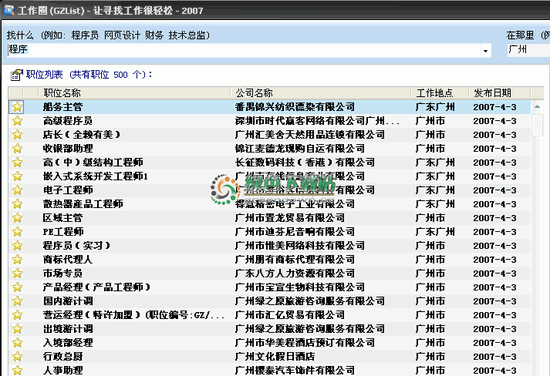 工作圈 (GZList) - 让寻找工作很轻松 - 2007
找什么 (例如: 程序员 网页设计 财务 技术总监) 在那里 (例
程序 广州
职位列表 (共有职位 500 个):
职位名称 公司名称 工作地点 发布日期
船务主管 番禺锦兴纺织漂染有限公司 广东广州 2007-4-3
高级程序员 深圳市时代赢客网络有限公司广州... 广州市 2007-4-3
店长(全赖有美) 广州汇美舍天然用品连锁有限公司 广州市 2007-4-3
收银部助理 锦江麦德龙现购自运有限公司 广州市 2007-4-3
高(中)级结构工程师 长征数码科技(香港)有限公司 广东广州 2007-4-3
嵌入式系统开发工程师1 有限公司 广东广州 2007-4-3
电子工程师 有限公司 广州市 2007-4-3
散热器産品工程师 精密电子工业有限公司 广东广州 2007-4-3
区域主管 广州市置龙贸易有限公司 广州市 2007-4-3
PE工程师 广州市迪芬尼音响有限公司 广东广州 2007-4-3
程序员(实习) 广州市惟美网络科技有限公司 广州市 2007-4-3
商标代理人 广州朋有商标代理有限公司 广州市 2007-4-3
市场专员 广东八方人力资源有限公司 广州市 2007-4-3
产品经理(产品工程师) 广州市宝宣生物科技有限公司 广州市 2007-4-3
国内游计调 广州绿之原旅游咨询服务有限公司 广州市 2007-4-3
营运经理(特许加盟)(职位编号:GZ/... 广州市汇亿贸易有限公司 广州市 2007-4-3
出境游计调 广州绿之原旅游咨询服务有限公司 广州市 2007-4-3
入境部经理 广州市华美程酒店预订有限公司 广州市 2007-4-3
行政总厨 广州文化假日酒店 广州市 2007-4-3
人事助理 广州樱泰汽车饰件有限公司 广州市 2007-4-3